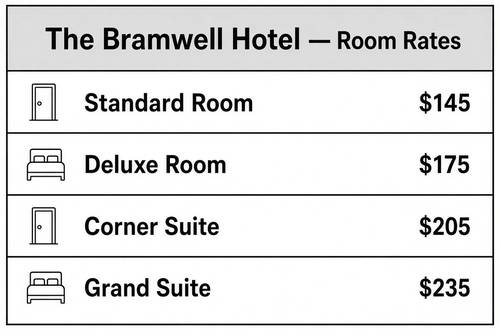 The Bramwell Hotel — Room Rates
Standard Room $145
Deluxe Room $175
Corner Suite $205
Grand Suite $235